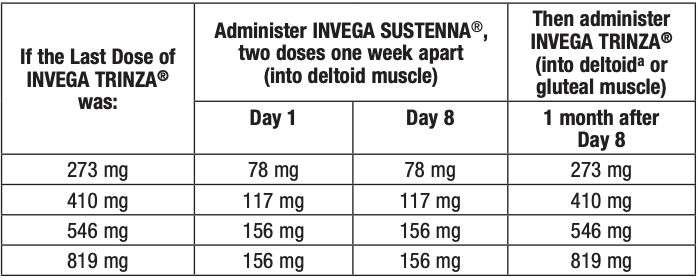 If the Last Dose of
INVEGA TRINZA®
was:
Administer INVEGA SUSTENNA®,
two doses one week apart
(into deltoid muscle)
Then administer
INVEGA TRINZA®
(into deltoidᵃ or
gluteal muscle)
Day 1
Day 8
1 month after
Day 8
273 mg 78 mg 78 mg 273 mg
410 mg 117 mg 117 mg 410 mg
546 mg 156 mg 156 mg 546 mg
819 mg 156 mg 156 mg 819 mg